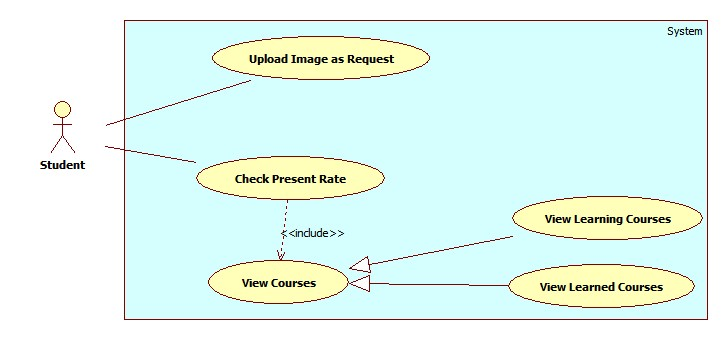 System
Upload Image as Request
Student
Check Present Rate
<<include>>
View Learning Courses
View Courses
View Learned Courses